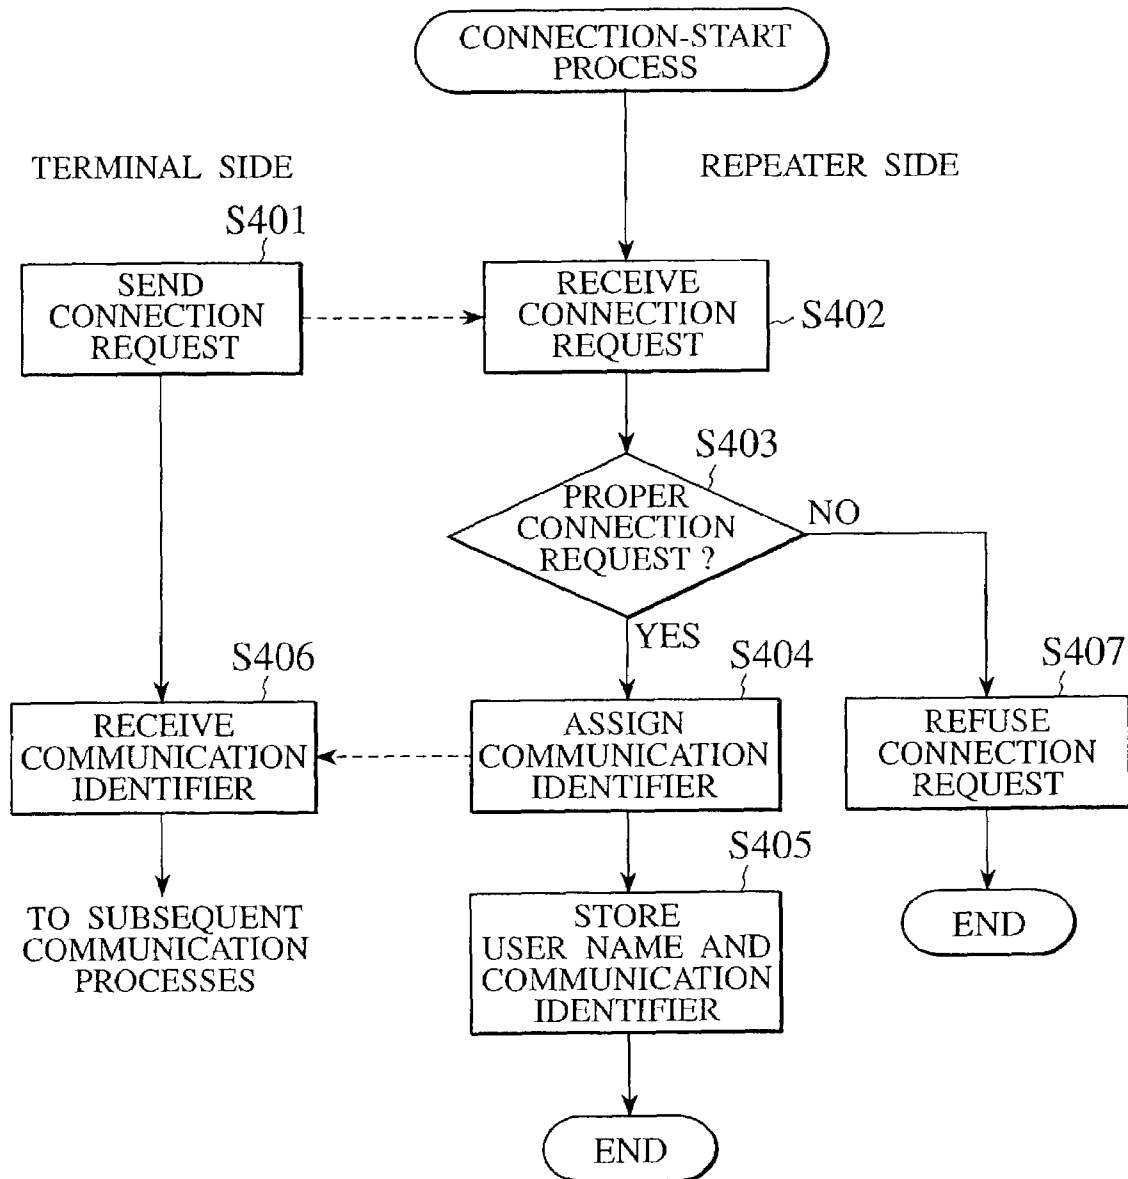 CONNECTION-START
PROCESS
TERMINAL SIDE
REPEATER SIDE
S401
SEND
CONNECTION
REQUEST
RECEIVE
CONNECTION
REQUEST
S402
S403
PROPER
CONNECTION
REQUEST ?
NO
YES
S406
S404
S407
RECEIVE
COMMUNICATION
IDENTIFIER
ASSIGN
COMMUNICATION
IDENTIFIER
REFUSE
CONNECTION
REQUEST
S405
TO SUBSEQUENT
COMMUNICATION
PROCESSES
STORE
USER NAME AND
COMMUNICATION
IDENTIFIER
END
END